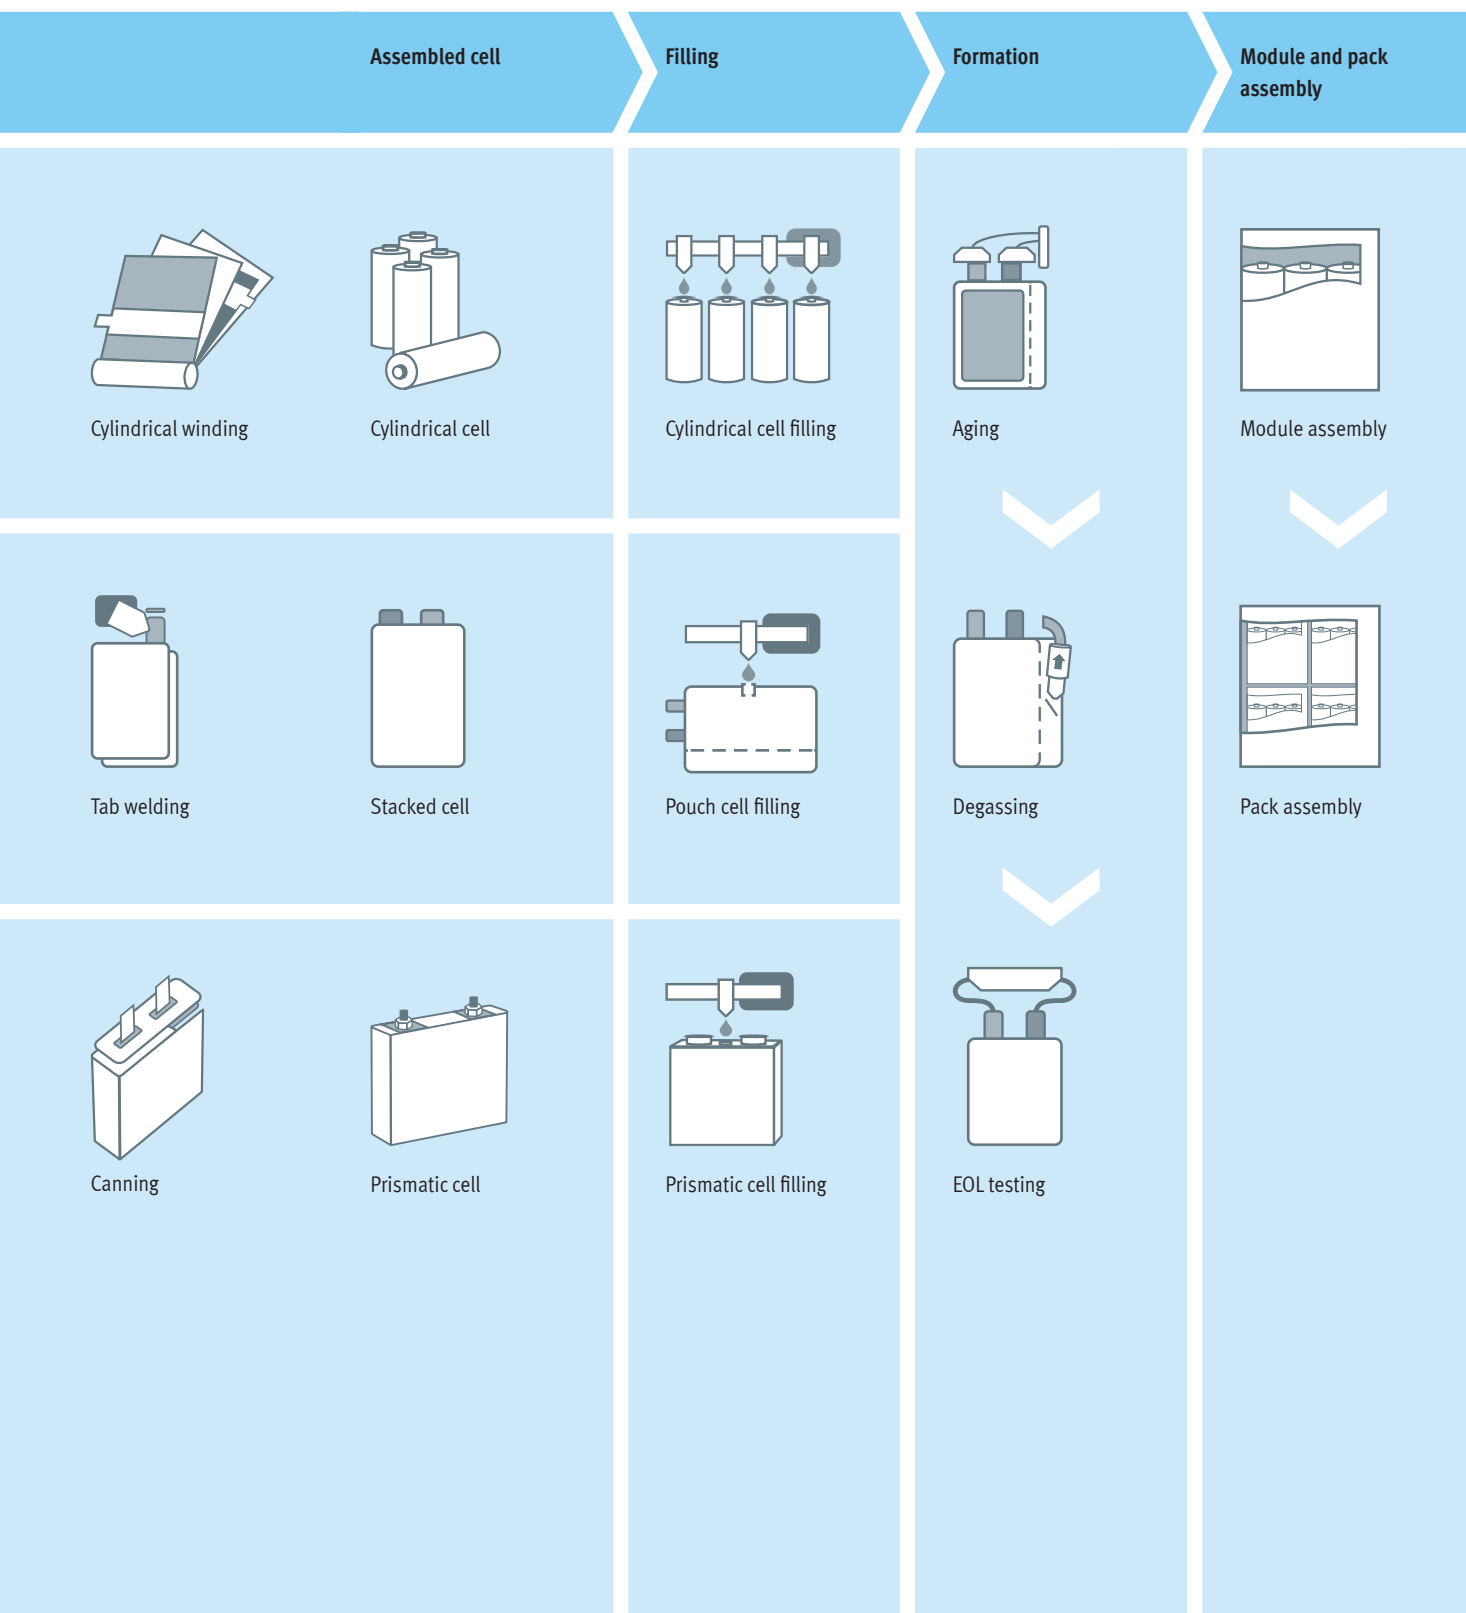 Assembled cell
Filling
Formation
Module and pack
assembly
Cylindrical winding
Cylindrical cell
Cylindrical cell filling
Aging
Module assembly
Tab welding
Stacked cell
Pouch cell filling
Degassing
Pack assembly
Canning
Prismatic cell
Prismatic cell filling
EOL testing